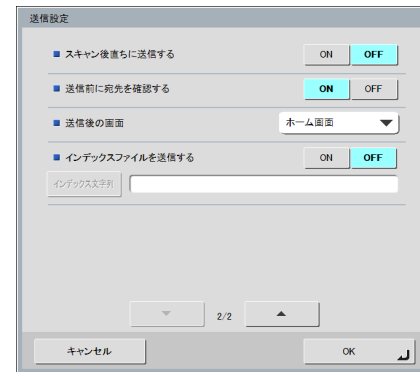 送信設定
スキャン後直ちに送信する ON OFF
送信前に宛先を確認する ON OFF
送信後の画面 ホーム画面
インデックスファイルを送信する ON OFF
インデックス文字列
2/2
キャンセル OK